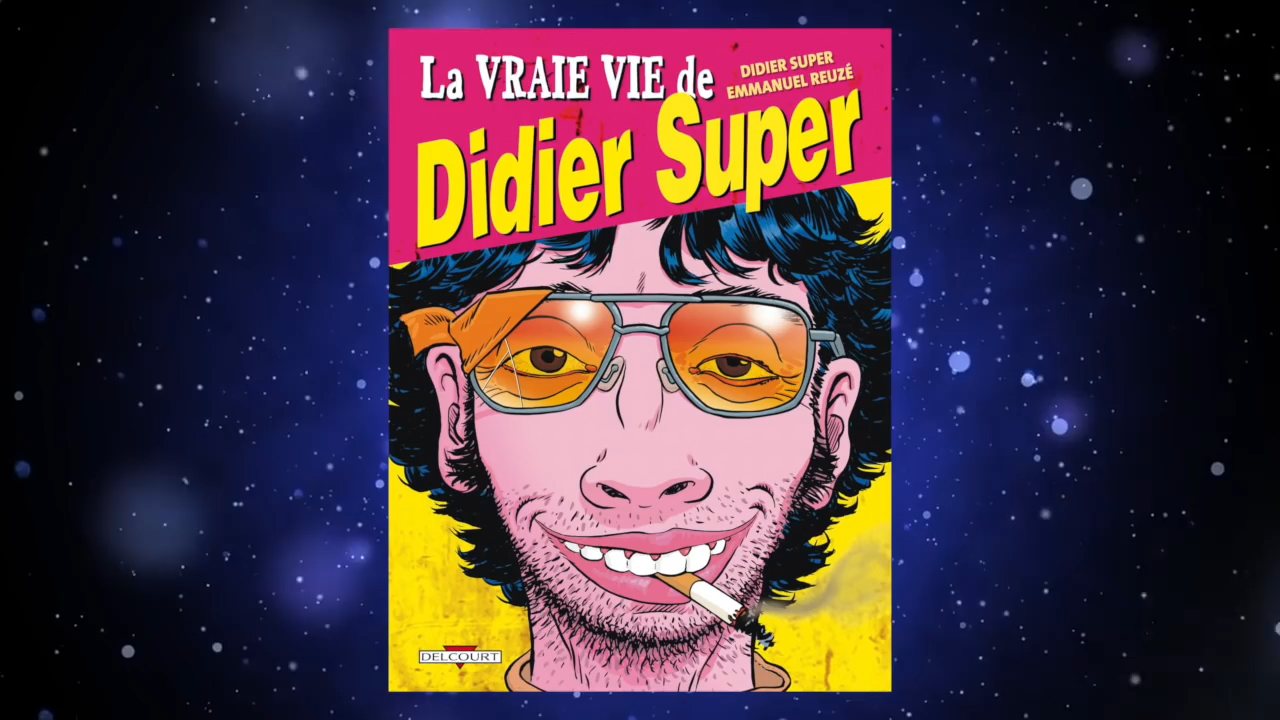 La VRAIE VIE de
DIDIER SUPER
EMMANUEL REUZÉ
Didier Super
DELCOURT